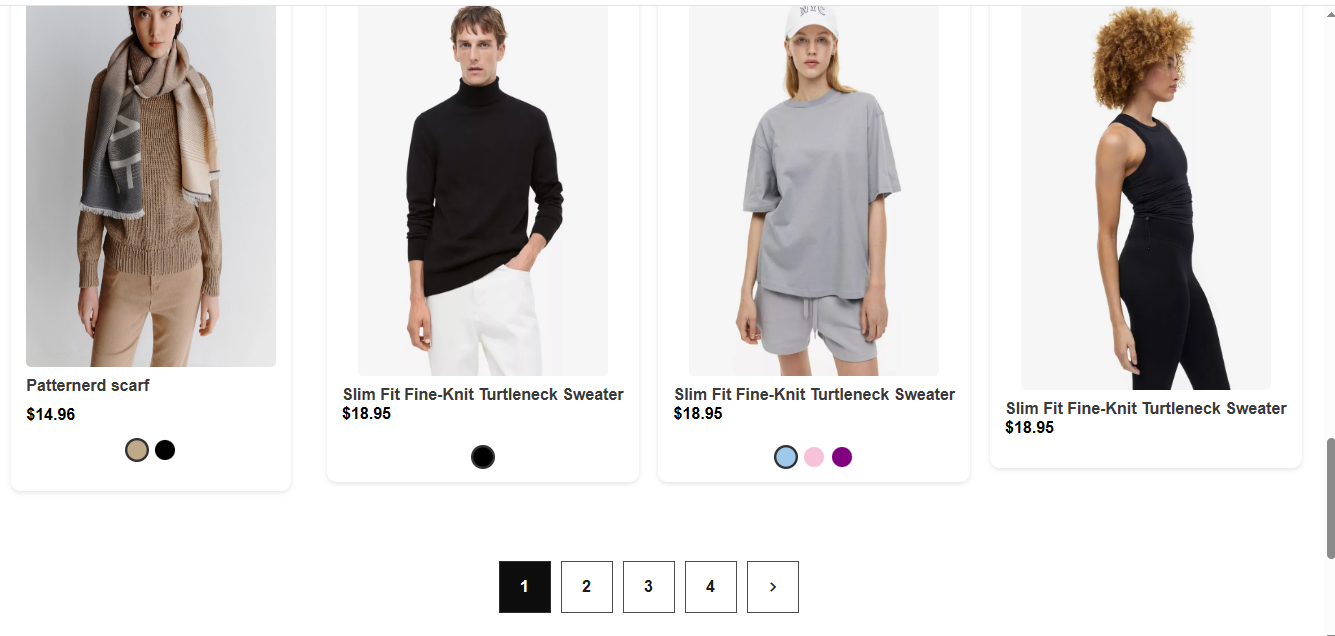 NYC
Patternerd scarf
$14.96
Slim Fit Fine-Knit Turtleneck Sweater
$18.95
Slim Fit Fine-Knit Turtleneck Sweater
$18.95
Slim Fit Fine-Knit Turtleneck Sweater
$18.95
1 2 3 4 >